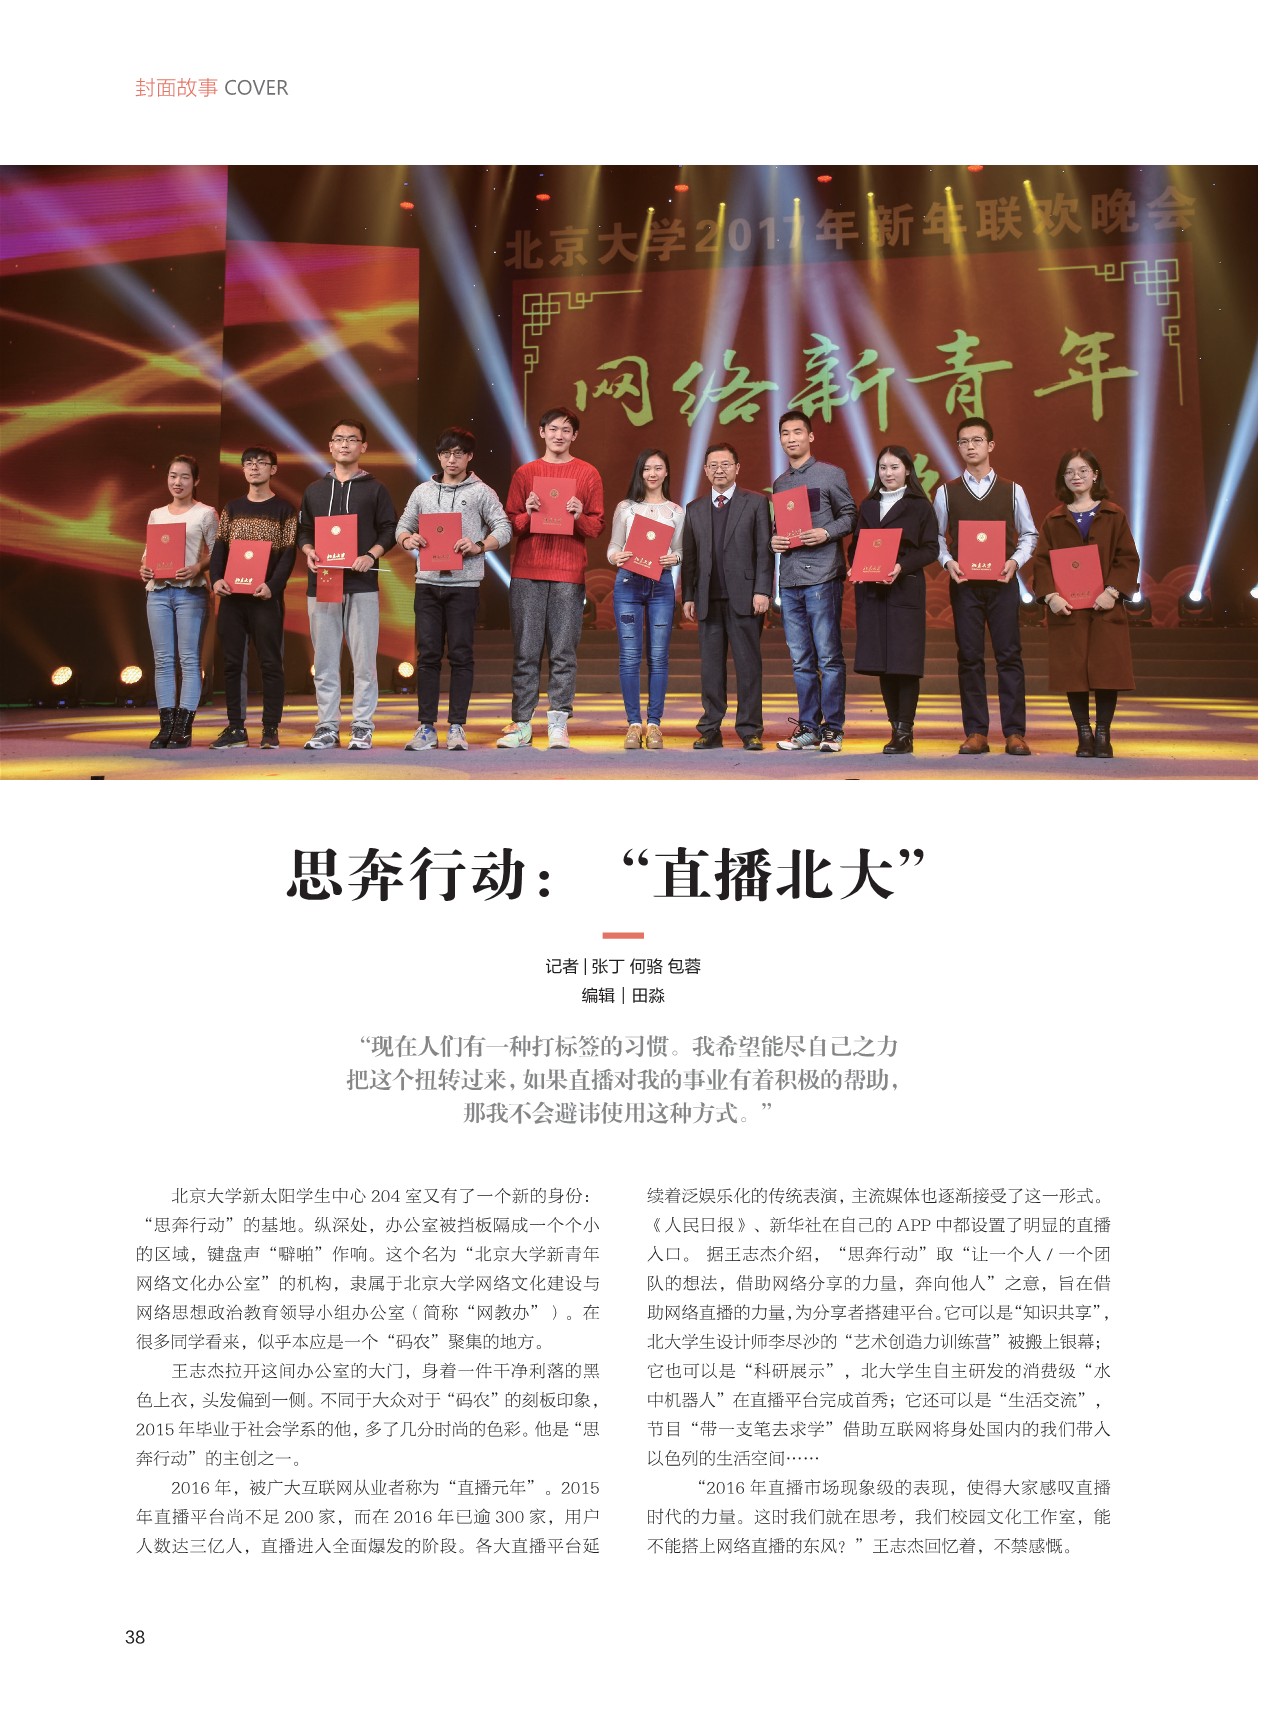 封面故事 COVER
北京大学2017年新年联欢晚会
网络新青年
思奔行动：“直播北大”
记者 | 张丁 何骆 包蓉
编辑 | 田淼
“现在人们有一种打标签的习惯。我希望能尽自己之力
把这个扭转过来，如果直播对我的事业有着积极的帮助，
那我不会避讳使用这种方式。”
北京大学新太阳学生中心 204 室又有了一个新的身份：
“思奔行动”的基地。纵深处，办公室被挡板隔成一个个小
的区域，键盘声“噼啪”作响。这个名为“北京大学新青年
网络文化办公室”的机构，隶属于北京大学网络文化建设与
网络思想政治教育领导小组办公室（简称“网教办”）。在
很多同学看来，似乎本应是一个“码农”聚集的地方。
王志杰拉开这间办公室的大门，身着一件干净利落的黑
色上衣，头发偏到一侧。不同于大众对于“码农”的刻板印象，
2015 年毕业于社会学系的他，多了几分时尚的色彩。他是“思
奔行动”的主创之一。
2016 年，被广大互联网从业者称为“直播元年”。2015
年直播平台尚不足 200 家，而在 2016 年已逾 300 家，用户
人数达三亿人，直播进入全面爆发的阶段。各大直播平台延
续着泛娱乐化的传统表演，主流媒体也逐渐接受了这一形式。
《人民日报》、新华社在自己的 APP 中都设置了明显的直播
入口。 据王志杰介绍，“思奔行动”取“让一个人 / 一个团
队的想法，借助网络分享的力量，奔向他人”之意，旨在借
助网络直播的力量，为分享者搭建平台。它可以是“知识共享”，
北大学生设计师李尽沙的“艺术创造力训练营”被搬上银幕；
它也可以是“科研展示”，北大学生自主研发的消费级“水
中机器人”在直播平台完成首秀；它还可以是“生活交流”，
节目“带一支笔去求学”借助互联网将身处国内的我们带入
以色列的生活空间……
“2016 年直播市场现象级的表现，使得大家感叹直播
时代的力量。这时我们就在思考，我们校园文化工作室，能
不能搭上网络直播的东风？”王志杰回忆着，不禁感慨。
38